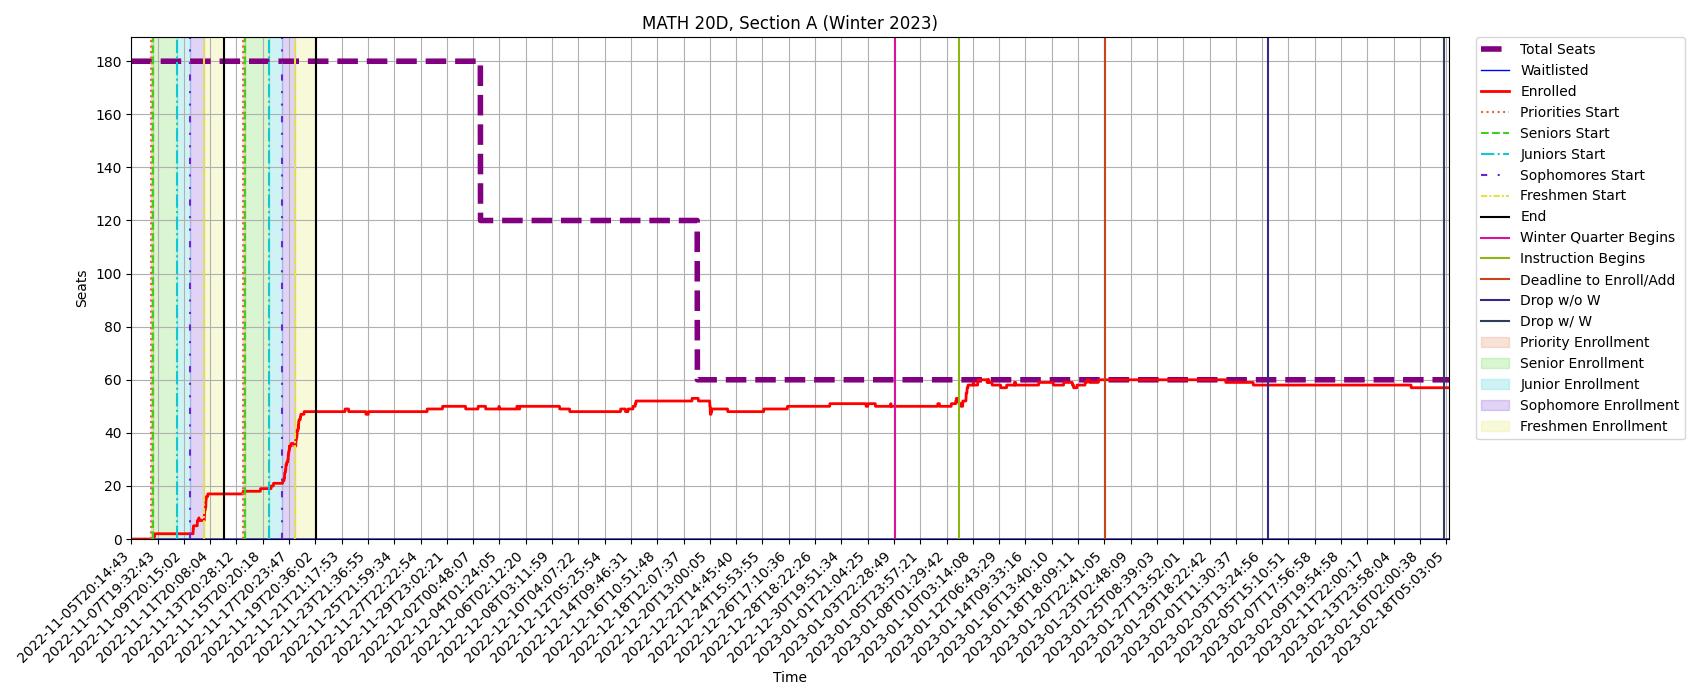 MATH 20D, Section A (Winter 2023)
Seats
180
160
140
120
100
80
60
40
20
0
2022-11-05T20:14:43
2022-11-07T19:32:43
2022-11-09T20:15:02
2022-11-11T20:08:04
2022-11-13T20:28:12
2022-11-15T20:20:18
2022-11-17T20:23:47
2022-11-19T20:36:02
2022-11-21T21:17:53
2022-11-23T21:36:55
2022-11-25T21:59:34
2022-11-27T22:22:54
2022-11-29T23:02:21
2022-12-02T00:48:07
2022-12-04T01:24:05
2022-12-06T02:12:20
2022-12-08T03:11:59
2022-12-10T04:07:22
2022-12-12T05:25:54
2022-12-14T09:46:31
2022-12-16T10:51:48
2022-12-18T12:07:37
2022-12-20T13:00:05
2022-12-22T14:45:40
2022-12-24T15:53:55
2022-12-26T17:10:36
2022-12-28T18:22:26
2022-12-30T19:51:34
2023-01-01T21:04:25
2023-01-03T22:28:49
2023-01-05T23:57:21
2023-01-08T01:29:42
2023-01-10T03:14:08
2023-01-12T06:43:29
2023-01-14T09:33:16
2023-01-16T13:40:10
2023-01-18T18:09:11
2023-01-20T22:41:05
2023-01-23T02:48:09
2023-01-25T08:39:03
2023-01-27T13:52:01
2023-01-29T18:22:42
2023-02-01T11:30:37
2023-02-03T13:24:56
2023-02-05T15:10:51
2023-02-07T17:56:58
2023-02-09T19:54:58
2023-02-11T22:00:17
2023-02-13T23:58:04
2023-02-16T02:00:38
2023-02-18T05:03:05
Time
Total Seats
Waitlisted
Enrolled
Priorities Start
Seniors Start
Juniors Start
Sophomores Start
Freshmen Start
End
Winter Quarter Begins
Instruction Begins
Deadline to Enroll/Add
Drop w/o W
Drop w/ W
Priority Enrollment
Senior Enrollment
Junior Enrollment
Sophomore Enrollment
Freshmen Enrollment